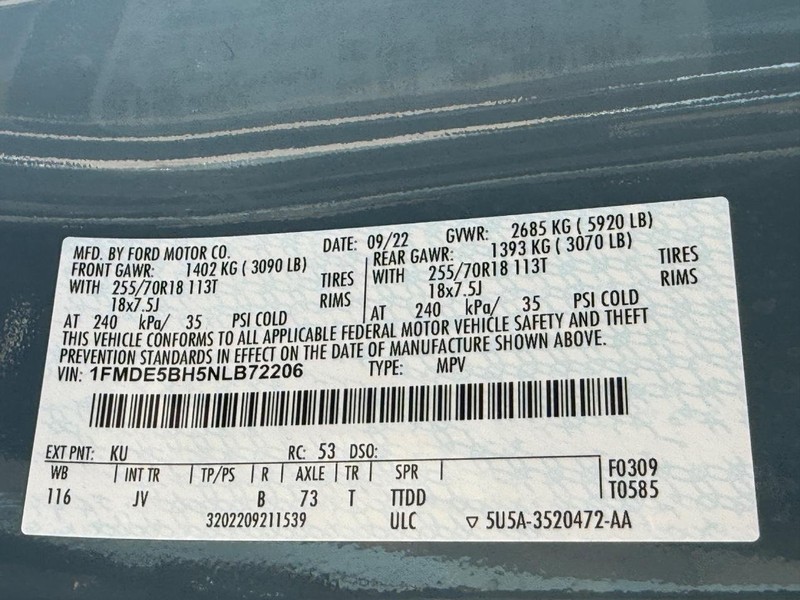 MFD. BY FORD MOTOR CO. DATE: 09/22 GVWR: 2685 KG ( 5920 LB)
FRONT GAWR: 1402 KG ( 3090 LB) REAR GAWR: 1393 KG ( 3070 LB)
WITH 255/70R18 113T TIRES WITH 255/70R18 113T TIRES
18x7.5J RIMS 18x7.5J RIMS
AT 240 kPa/ 35 PSI COLD AT 240 kPa/ 35 PSI COLD
THIS VEHICLE CONFORMS TO ALL APPLICABLE FEDERAL MOTOR VEHICLE SAFETY AND THEFT
PREVENTION STANDARDS IN EFFECT ON THE DATE OF MANUFACTURE SHOWN ABOVE.
VIN: 1FMDE5BH5NLB72206 TYPE: MPV
EXT PNT: KU RC: 53 DSO:
WB INT TR TP/PS R AXLE TR SPR F0309
116 JV B 73 T TTDD T0585
3202209211539 ULC ▽ 5U5A-3520472-AA